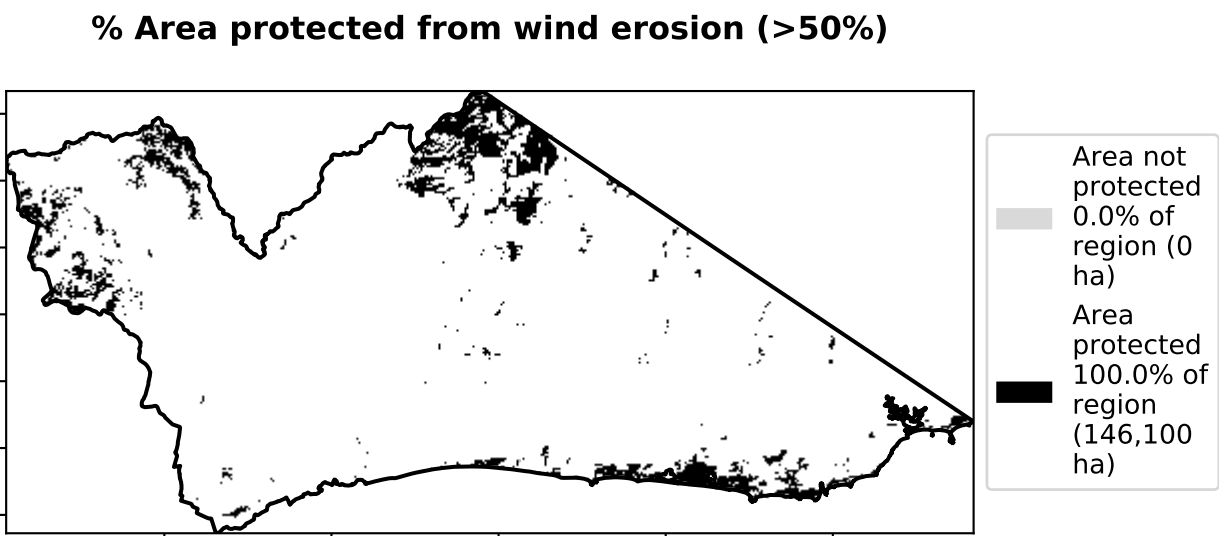 % Area protected from wind erosion (>50%)
Area not
protected
0.0% of
region (0
ha)
Area
protected
100.0% of
region
(146,100
ha)